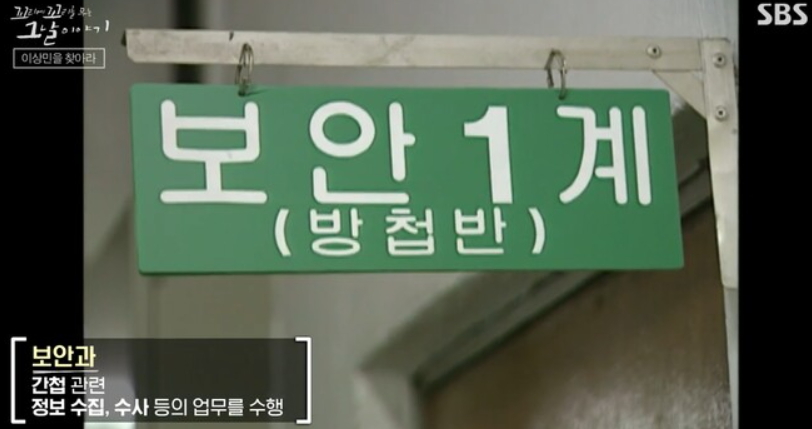 꼬리에 꼬리를 무는
그날 이야기
이상민을 찾아라
SBS
보안1계
(방첩반)
보안과
간첩 관련
정보 수집, 수사 등의 업무를 수행